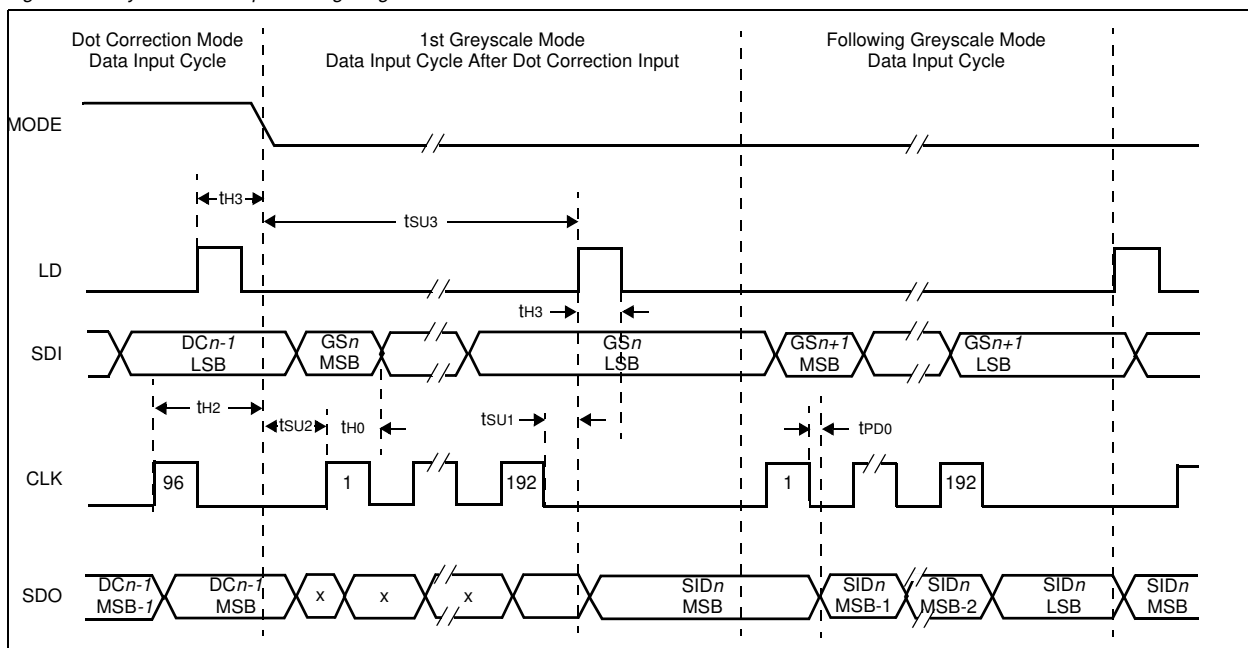 Dot Correction Mode
Data Input Cycle
1st Greyscale Mode
Data Input Cycle After Dot Correction Input
Following Greyscale Mode
Data Input Cycle
MODE
tH3
tSU3
LD
tH3
SDI
DCn-1
LSB
GSn
MSB
GSn
LSB
GSn+1
MSB
GSn+1
LSB
tH2
tSU2
tH0
tSU1
tPD0
CLK
96
1
192
1
192
SDO
DCn-1
MSB-1
DCn-1
MSB
x
x
x
SIDn
MSB
SIDn
MSB-1
SIDn
MSB-2
SIDn
LSB
SIDn
MSB